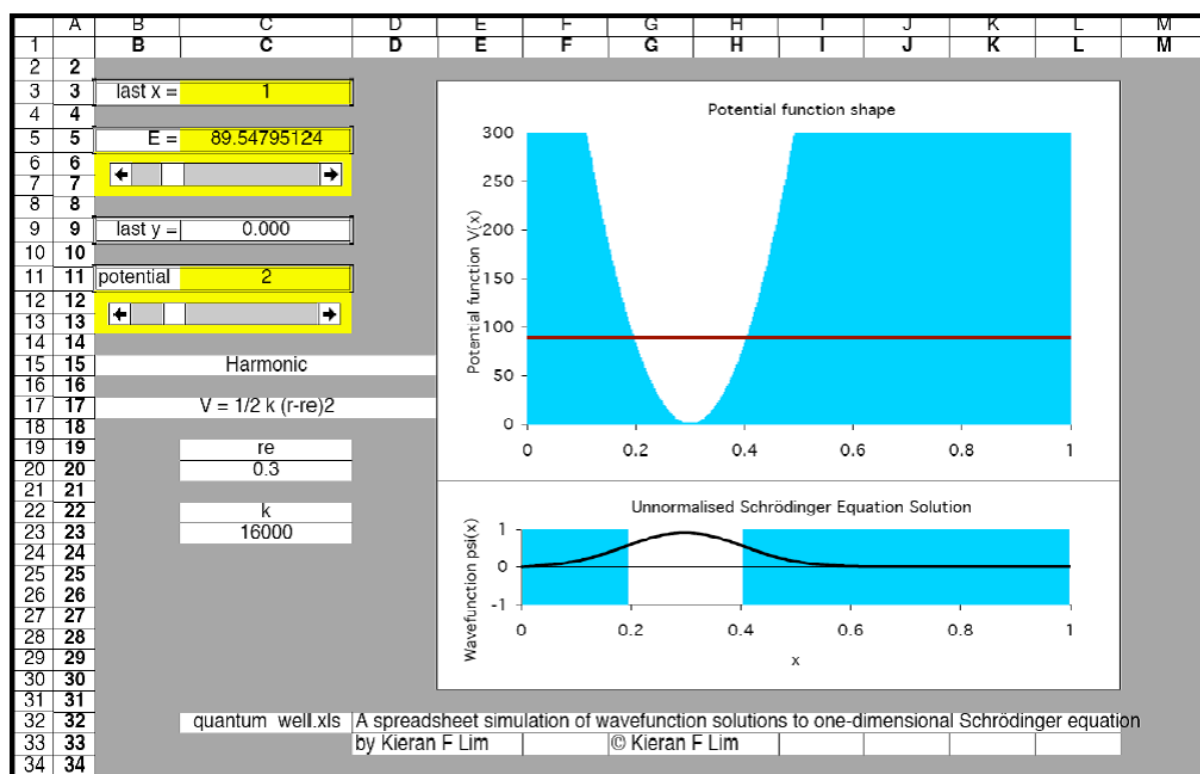 A B C D E F G H I J K L M
1 B C D E F G H I J K L M
2 2
3 3 last x = 1
4 4
5 5 E = 89.54795124
6 6
7 7
8 8
9 9 last y = 0.000
10 10
11 11 potential 2
12 12
13 13
14 14
15 15 Harmonic
16 16
17 17 V = 1/2 k (r-re)2
18 18
19 19 re
20 20 0.3
21 21
22 22 k
23 23 16000
24 24
25 25
26 26
27 27
28 28
29 29
30 30
31 31
32 32 quantum well.xls A spreadsheet simulation of wavefunction solutions to one-dimensional Schrödinger equation
33 33 by Kieran F Lim © Kieran F Lim
34 34
Potential function shape
Potential function V(x)
300
250
200
150
100
50
0
0 0.2 0.4 0.6 0.8 1
Unnormalised Schrödinger Equation Solution
Wavefunction psi(x)
1
0
-1
0 0.2 0.4 0.6 0.8 1
x